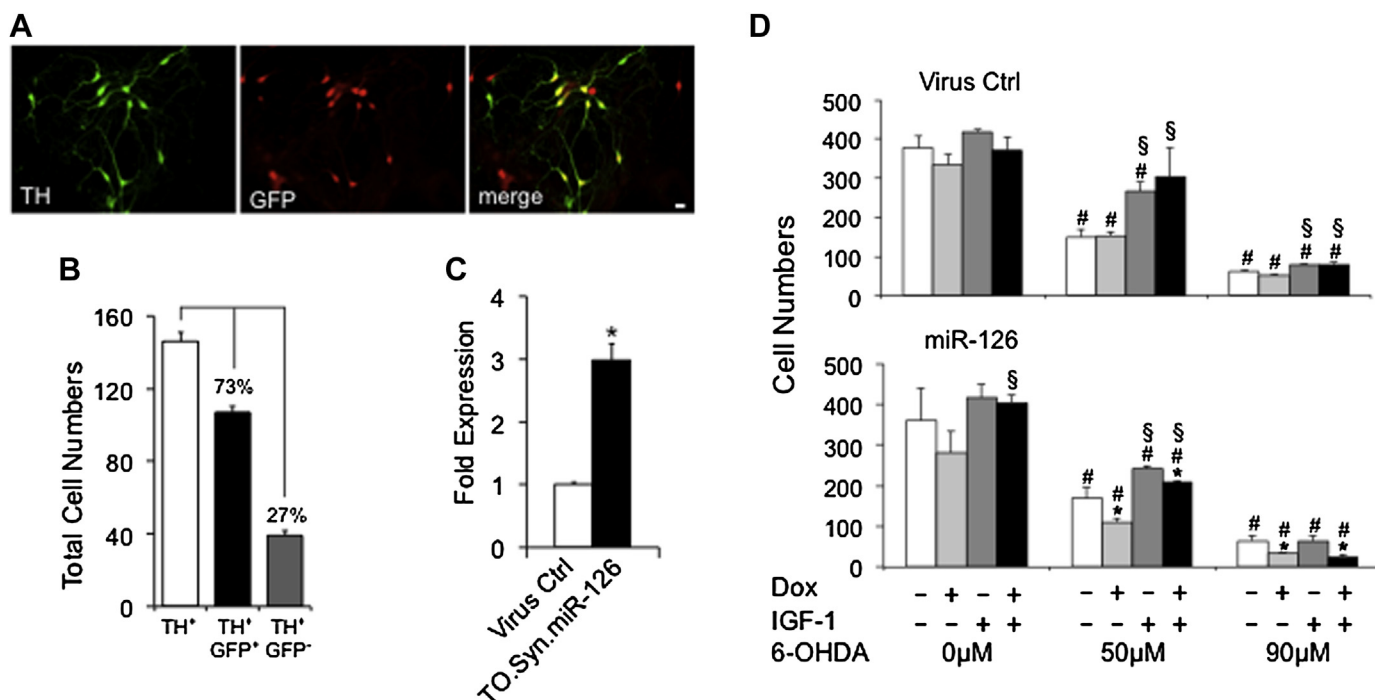 A
TH
GFP
merge
B
Total Cell Numbers
160
120
80
40
0
73%
27%
TH+
TH+
GFP+
TH+
GFP-
C
Fold Expression
4
3
2
1
0
*
Virus Ctrl
TO.Syn.miR-126
D
Cell Numbers
Virus Ctrl
500
400
300
200
100
0
# # § # §
# # § # § #
miR-126
500
400
300
200
100
0
§
# # * § # § # *
# # * # # *
Dox - + - + - + - + - + - +
IGF-1 - - + + - - + + - - + +
6-OHDA 0µM 50µM 90µM